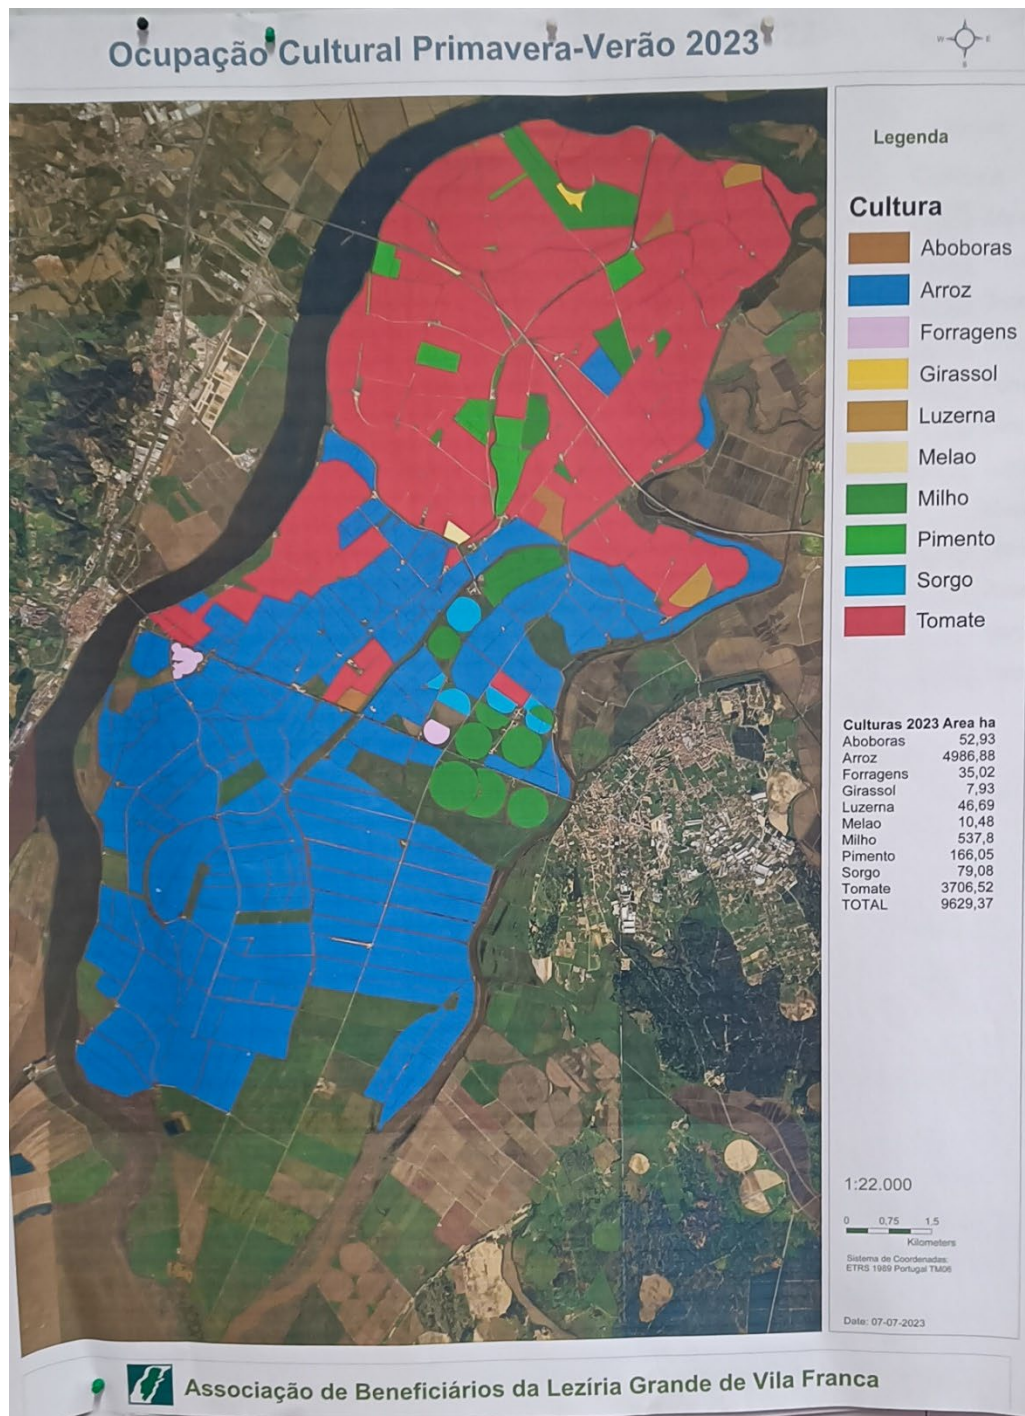 Ocupação Cultural Primavera-Verão 2023
W E
S
Legenda
Cultura
Aboboras
Arroz
Forragens
Girassol
Luzerna
Melao
Milho
Pimento
Sorgo
Tomate
Culturas 2023 Area ha
Aboboras 52,93
Arroz 4986,88
Forragens 35,02
Girassol 7,93
Luzerna 46,69
Melao 10,48
Milho 537,8
Pimento 166,05
Sorgo 79,08
Tomate 3706,52
TOTAL 9629,37
1:22.000
0 0,75 1.5
Kilometers
Sistema de Coordenadas:
ETRS 1989 Portugal TM06
Date: 07-07-2023
Associação de Beneficiários da Lezíria Grande de Vila Franca